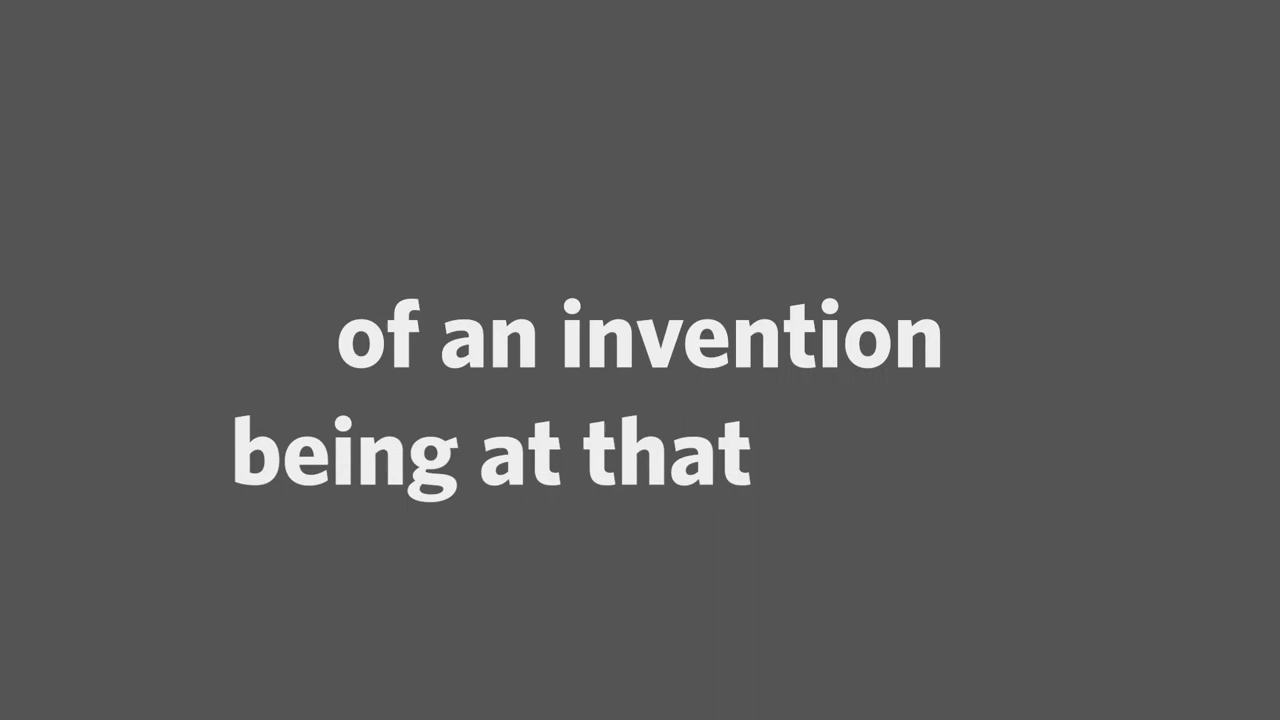 of an invention
being at that